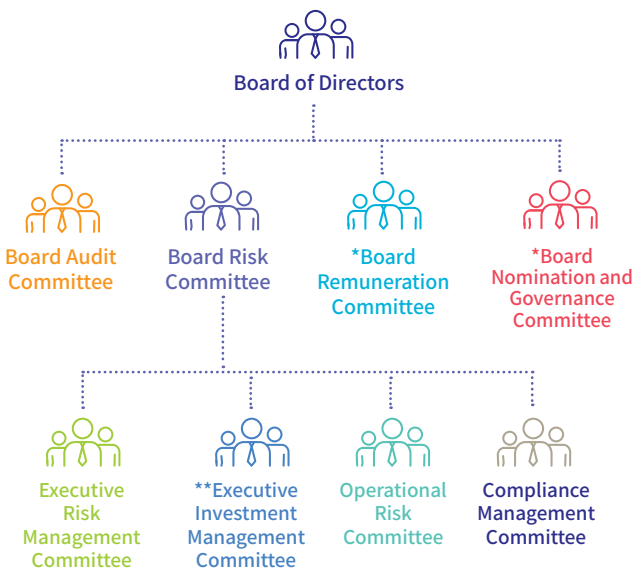 Board of Directors
Board Audit
Committee
Board Risk
Committee
*Board
Remuneration
Committee
*Board
Nomination and
Governance
Committee
Executive
Risk
Management
Committee
**Executive
Investment
Management
Committee
Operational
Risk
Committee
Compliance
Management
Committee